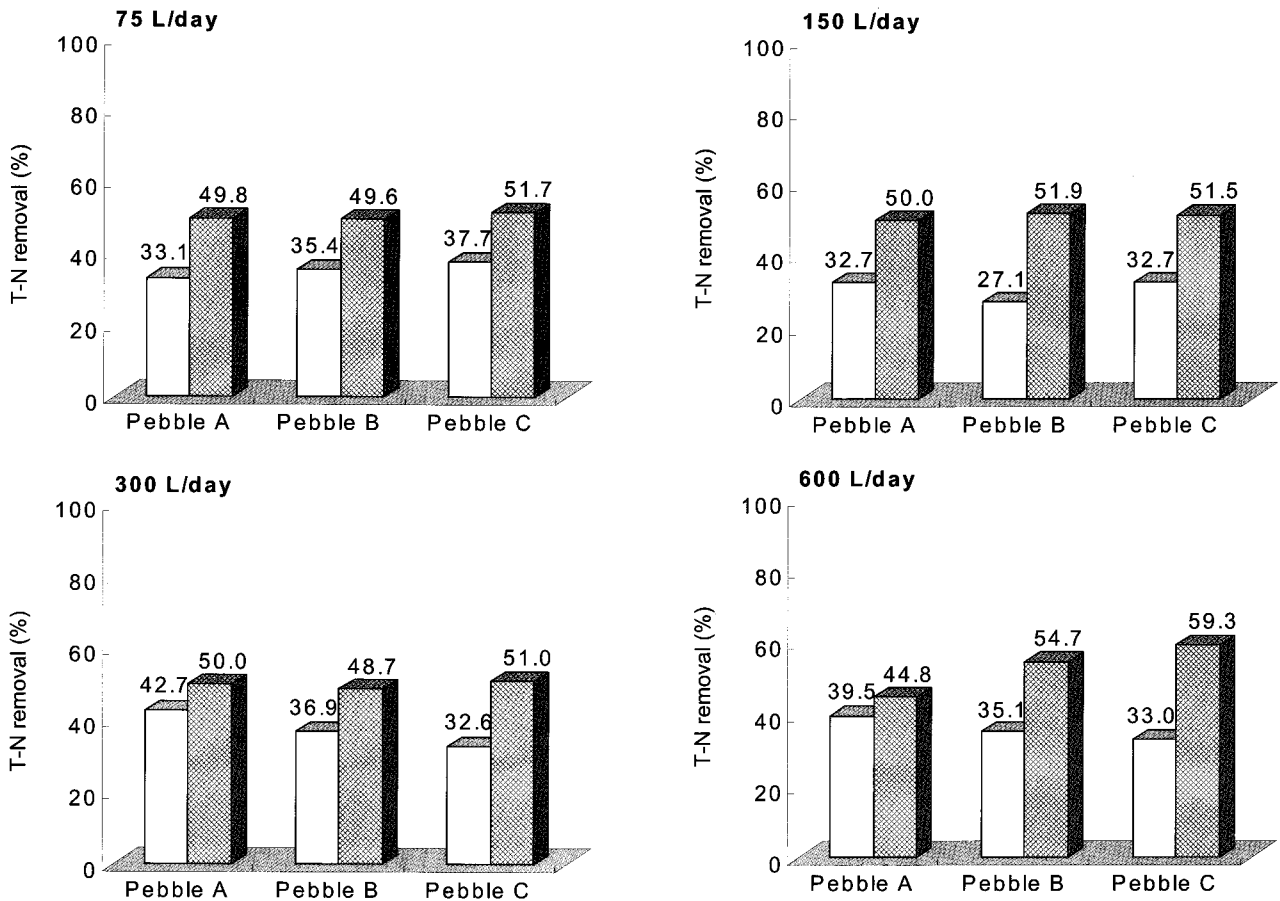 75 L/day
T-N removal (%)
100
80
60
40
20
0
33.1
49.8
35.4
49.6
37.7
51.7
Pebble A
Pebble B
Pebble C
150 L/day
T-N removal (%)
100
80
60
40
20
0
32.7
50.0
27.1
51.9
32.7
51.5
Pebble A
Pebble B
Pebble C
300 L/day
T-N removal (%)
100
80
60
40
20
0
42.7
50.0
36.9
48.7
32.6
51.0
Pebble A
Pebble B
Pebble C
600 L/day
T-N removal (%)
100
80
60
40
20
0
39.5
44.8
35.1
54.7
33.0
59.3
Pebble A
Pebble B
Pebble C